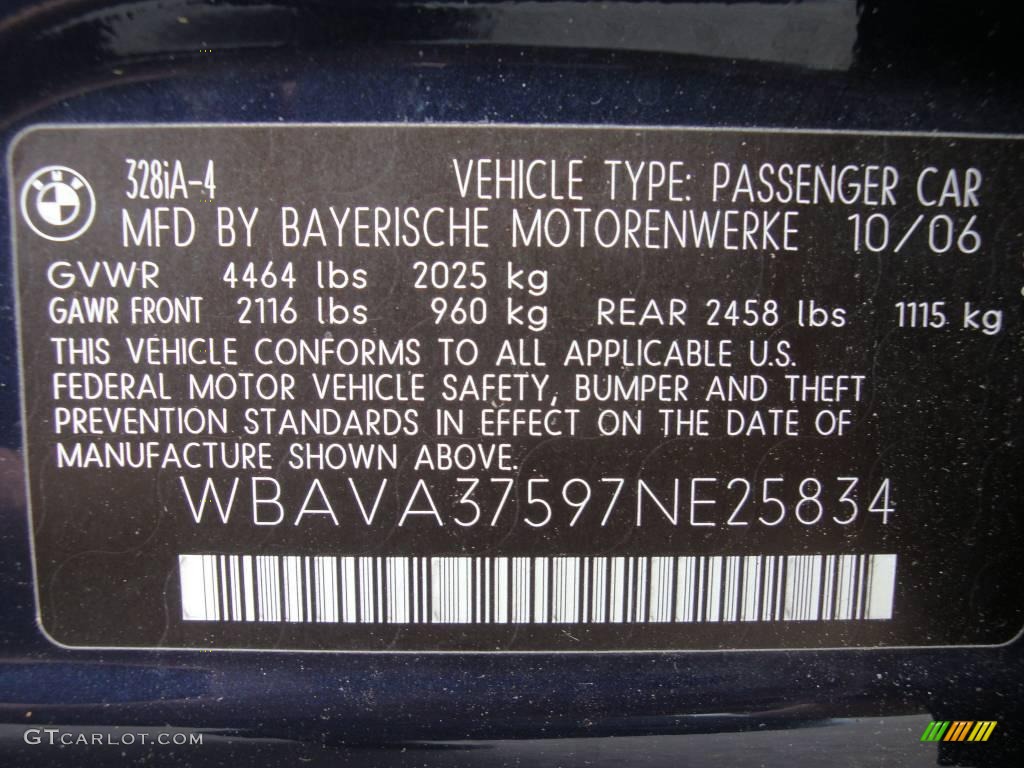 328iA-4 VEHICLE TYPE: PASSENGER CAR
MFD BY BAYERISCHE MOTORENWERKE 10/06
GVWR 4464 lbs 2025 kg
GAWR FRONT 2116 lbs 960 kg REAR 2458 lbs 1115 kg
THIS VEHICLE CONFORMS TO ALL APPLICABLE U.S.
FEDERAL MOTOR VEHICLE SAFETY, BUMPER AND THEFT
PREVENTION STANDARDS IN EFFECT ON THE DATE OF
MANUFACTURE SHOWN ABOVE.
WBAVA37597NE25834
GTCARLOT.COM